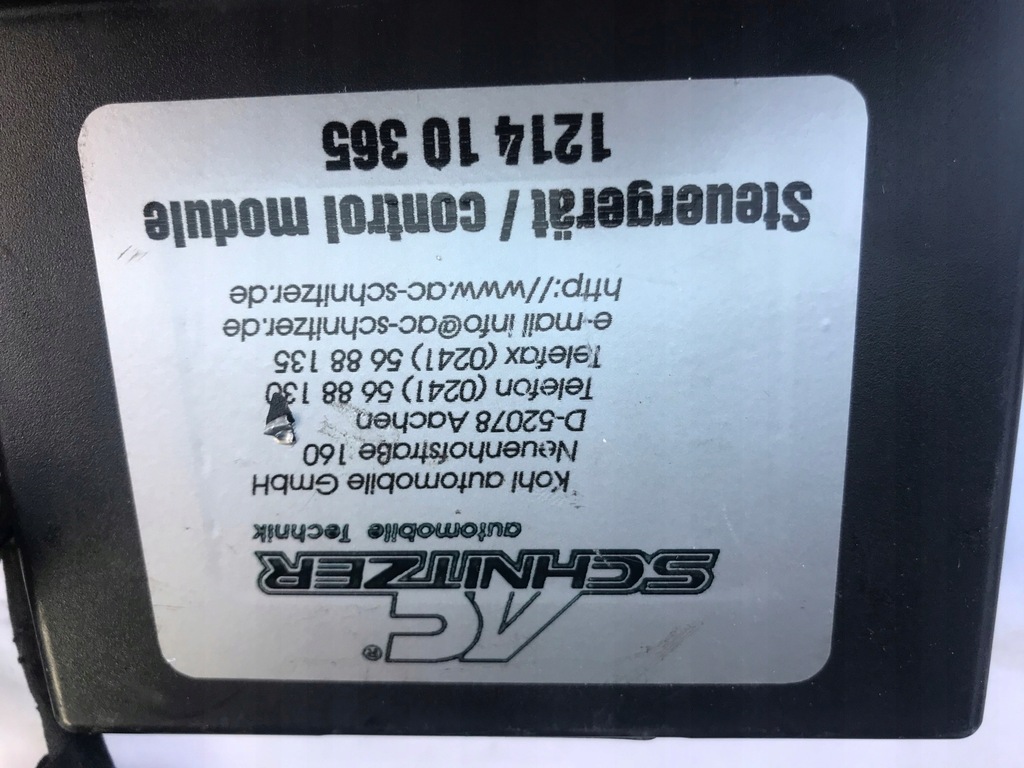 AC®
SCHNITZER
automobile Technik
Kohl automobile GmbH
Neuenhofstraße 160
D-52078 Aachen
Telefon (0241) 56 88 130
Telefax (0241) 56 88 135
e-mail info@ac-schnitzer.de
http://www.ac-schnitzer.de
Steuergerät / control module
1214 10 365